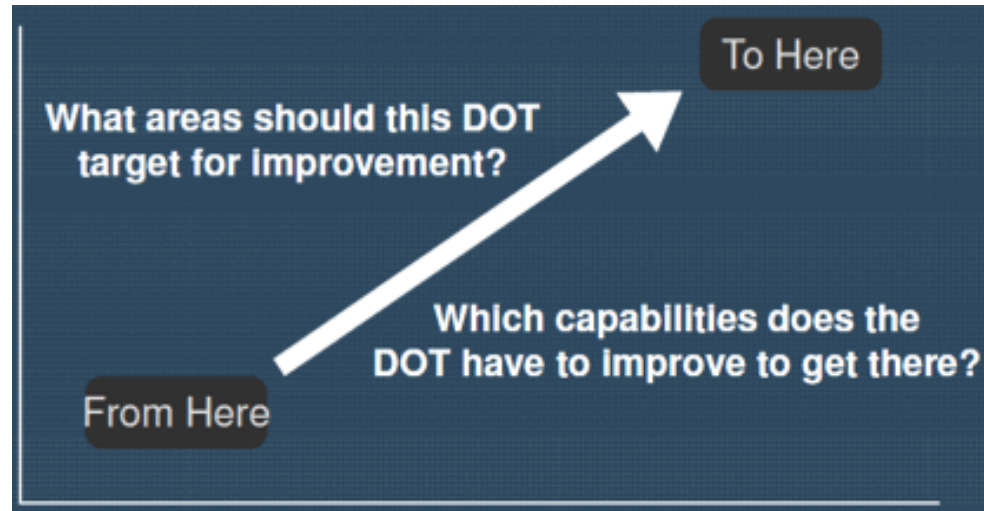 To Here
What areas should this DOT
target for improvement?
Which capabilities does the
DOT have to improve to get there?
From Here